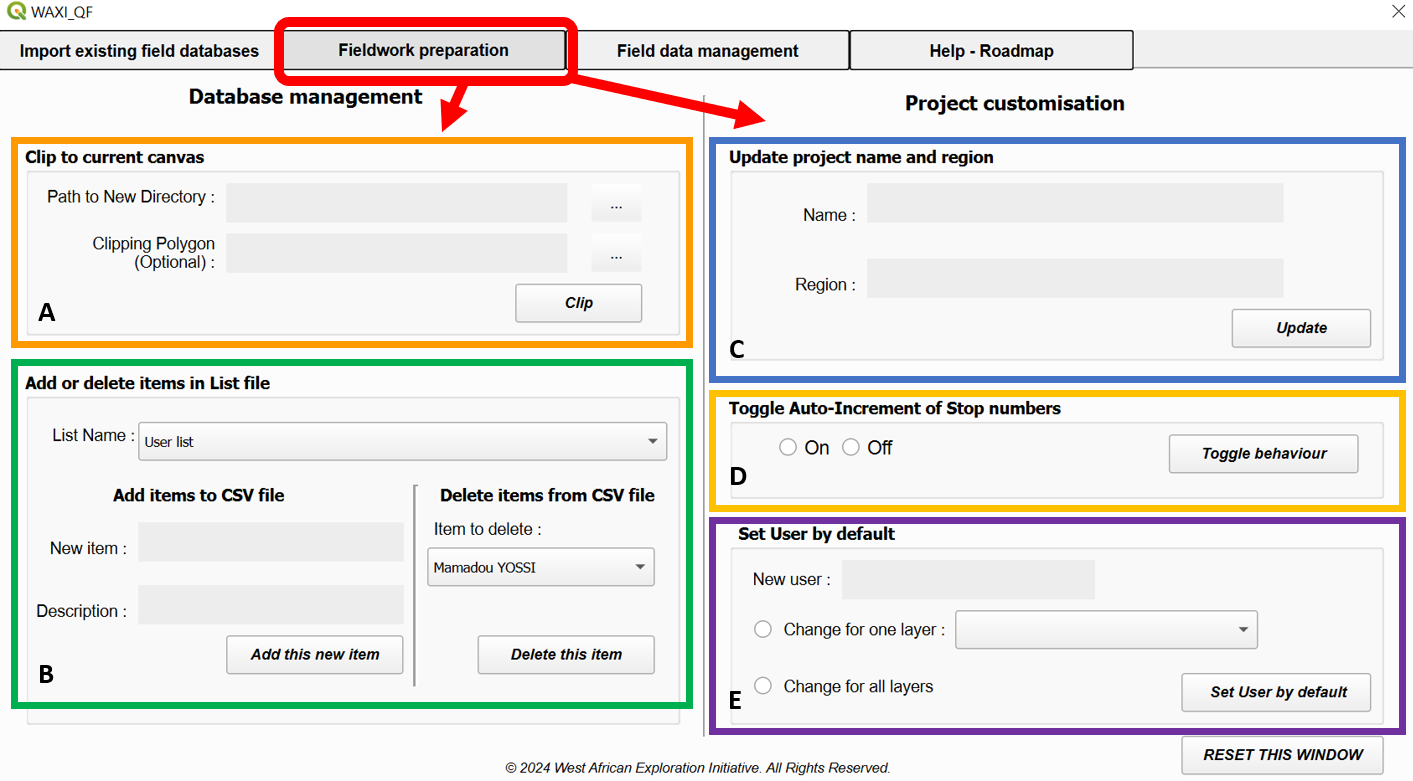 WAXI_QF
Import existing field databases
Fieldwork preparation
Field data management
Help - Roadmap
Database management
Clip to current canvas
Path to New Directory :
...
Clipping Polygon
(Optional) :
...
Clip
A
Add or delete items in List file
List Name :
User list
Add items to CSV file
New item :
Description :
Add this new item
Delete items from CSV file
Item to delete :
Mamadou YOSSI
Delete this item
B
Project customisation
Update project name and region
Name :
Region :
Update
C
Toggle Auto-Increment of Stop numbers
On
Off
Toggle behaviour
D
Set User by default
New user :
Change for one layer :
Change for all layers
Set User by default
E
RESET THIS WINDOW
© 2024 West African Exploration Initiative. All Rights Reserved.